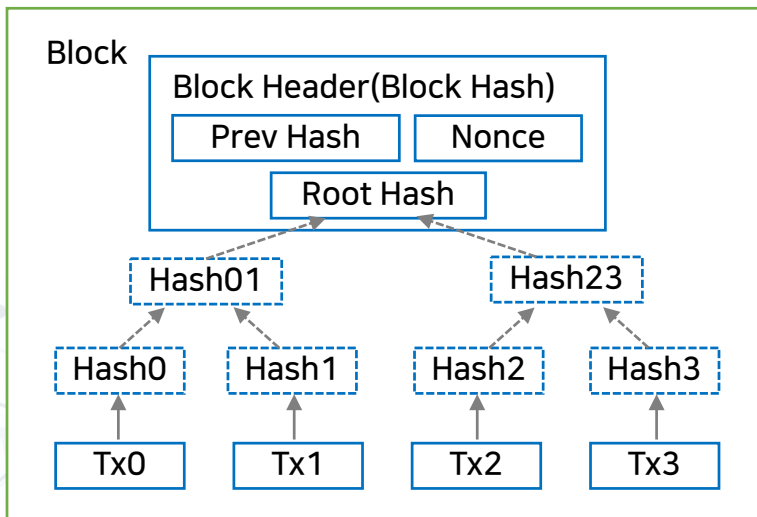 Block
Block Header(Block Hash)
Prev Hash Nonce
Root Hash
Hash01 Hash23
Hash0 Hash1 Hash2 Hash3
Tx0 Tx1 Tx2 Tx3